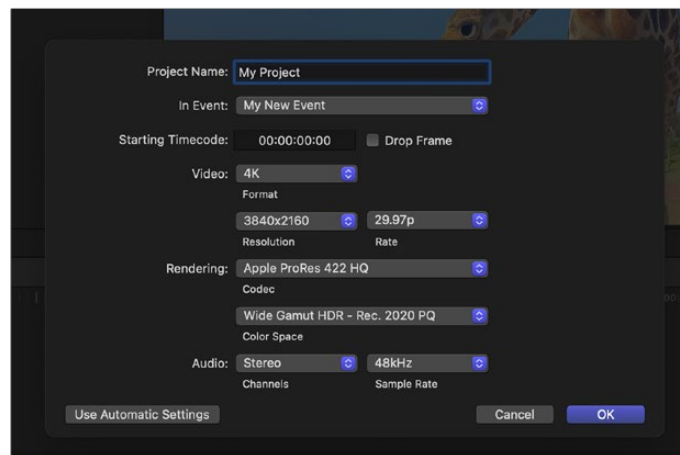 Project Name: My Project
In Event: My New Event
Starting Timecode: 00:00:00:00 Drop Frame
Video: 4K
Format
3840x2160 29.97p
Resolution Rate
Rendering: Apple ProRes 422 HQ
Codec
Wide Gamut HDR - Rec. 2020 PQ
Color Space
Audio: Stereo 48kHz
Channels Sample Rate
Use Automatic Settings Cancel OK